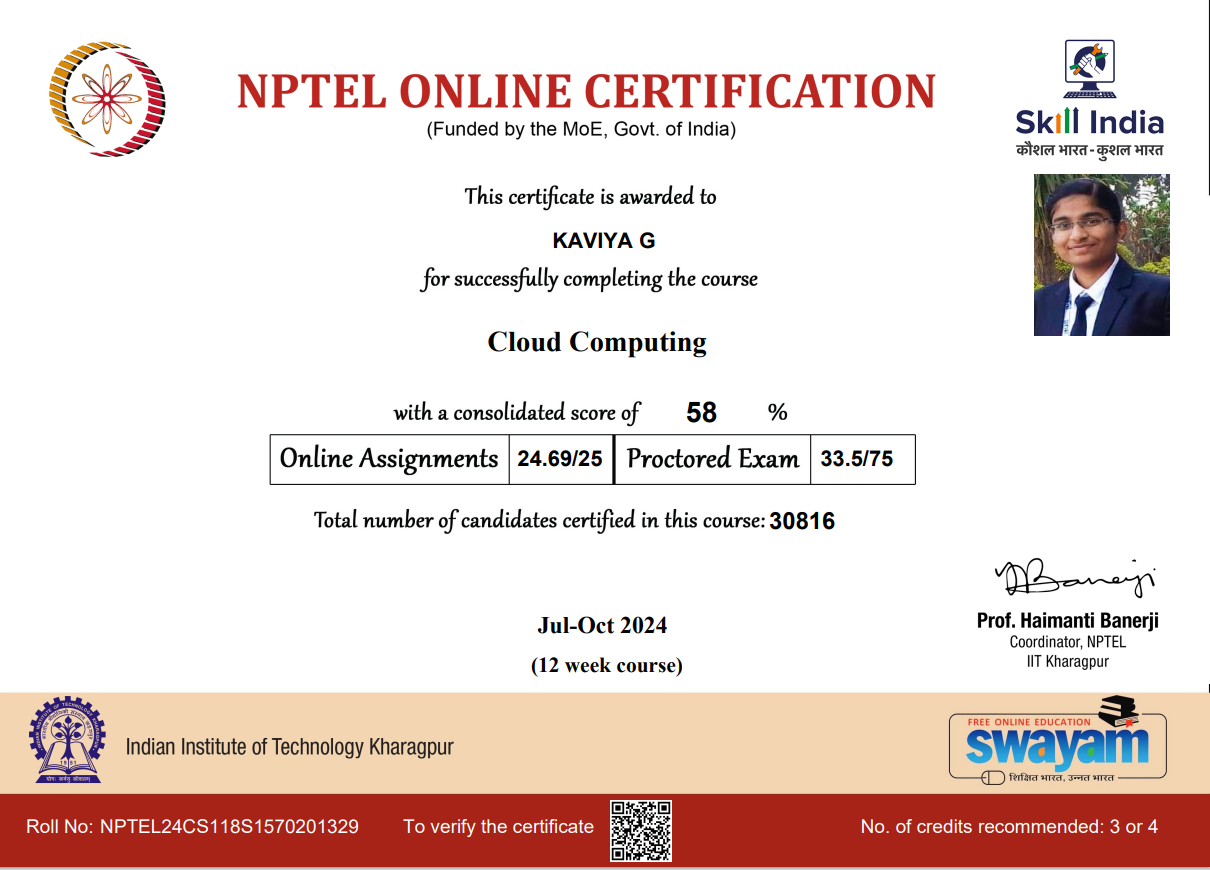 NPTEL ONLINE CERTIFICATION
(Funded by the MoE, Govt. of India)
Skill India
कौशल भारत - कुशल भारत
This certificate is awarded to
KAVIYA G
for successfully completing the course
Cloud Computing
with a consolidated score of 58 %
Online Assignments 24.69/25 Proctored Exam 33.5/75
Total number of candidates certified in this course: 30816
Banerji
Prof. Haimanti Banerji
Coordinator, NPTEL
IIT Kharagpur
Jul-Oct 2024
(12 week course)
Indian Institute of Technology Kharagpur
FREE ONLINE EDUCATION
swayam
शिक्षित भारत, उन्नत भारत
Roll No: NPTEL24CS118S1570201329
To verify the certificate
No. of credits recommended: 3 or 4